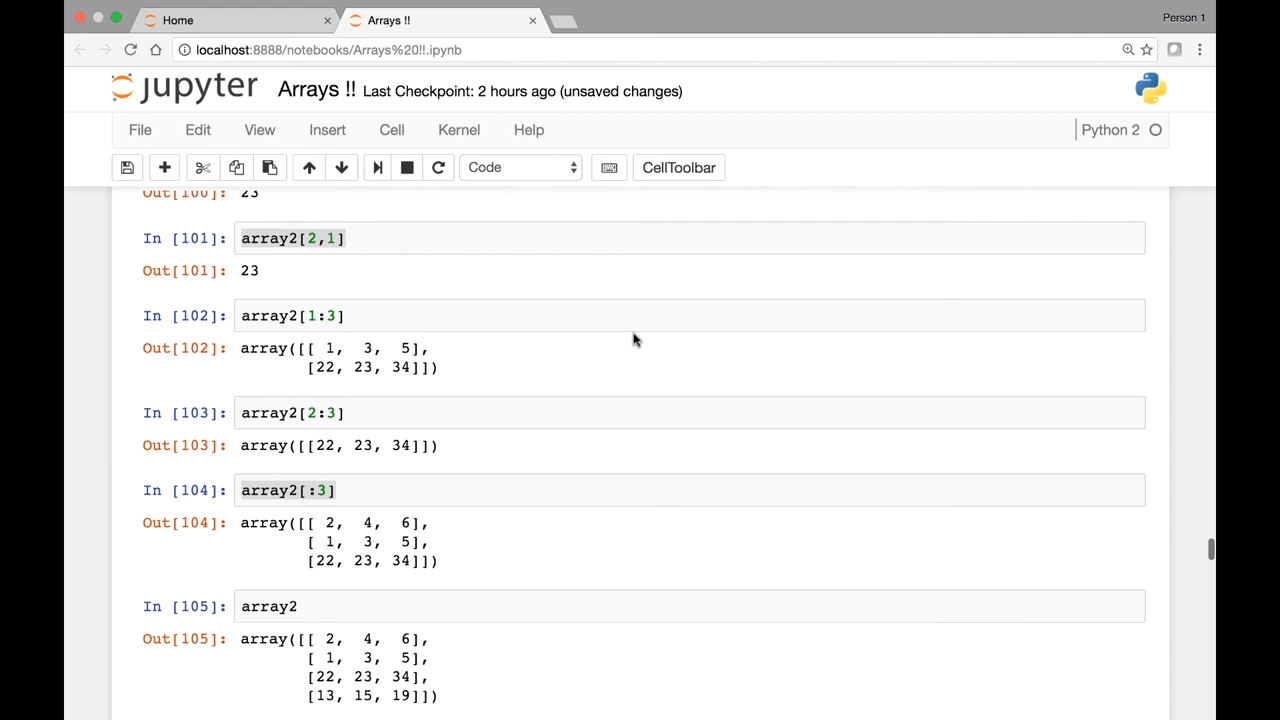 Home × Arrays !! × Person 1
localhost:8888/notebooks/Arrays%20!!.ipynb
jupyter Arrays !! Last Checkpoint: 2 hours ago (unsaved changes)
File Edit View Insert Cell Kernel Help Python 2
Code CellToolbar
Out[100]: 23
In [101]: array2[2,1]
Out[101]: 23
In [102]: array2[1:3]
Out[102]: array([[ 1, 3, 5],
[22, 23, 34]])
In [103]: array2[2:3]
Out[103]: array([[22, 23, 34]])
In [104]: array2[:3]
Out[104]: array([[ 2, 4, 6],
[ 1, 3, 5],
[22, 23, 34]])
In [105]: array2
Out[105]: array([[ 2, 4, 6],
[ 1, 3, 5],
[22, 23, 34],
[13, 15, 19]])